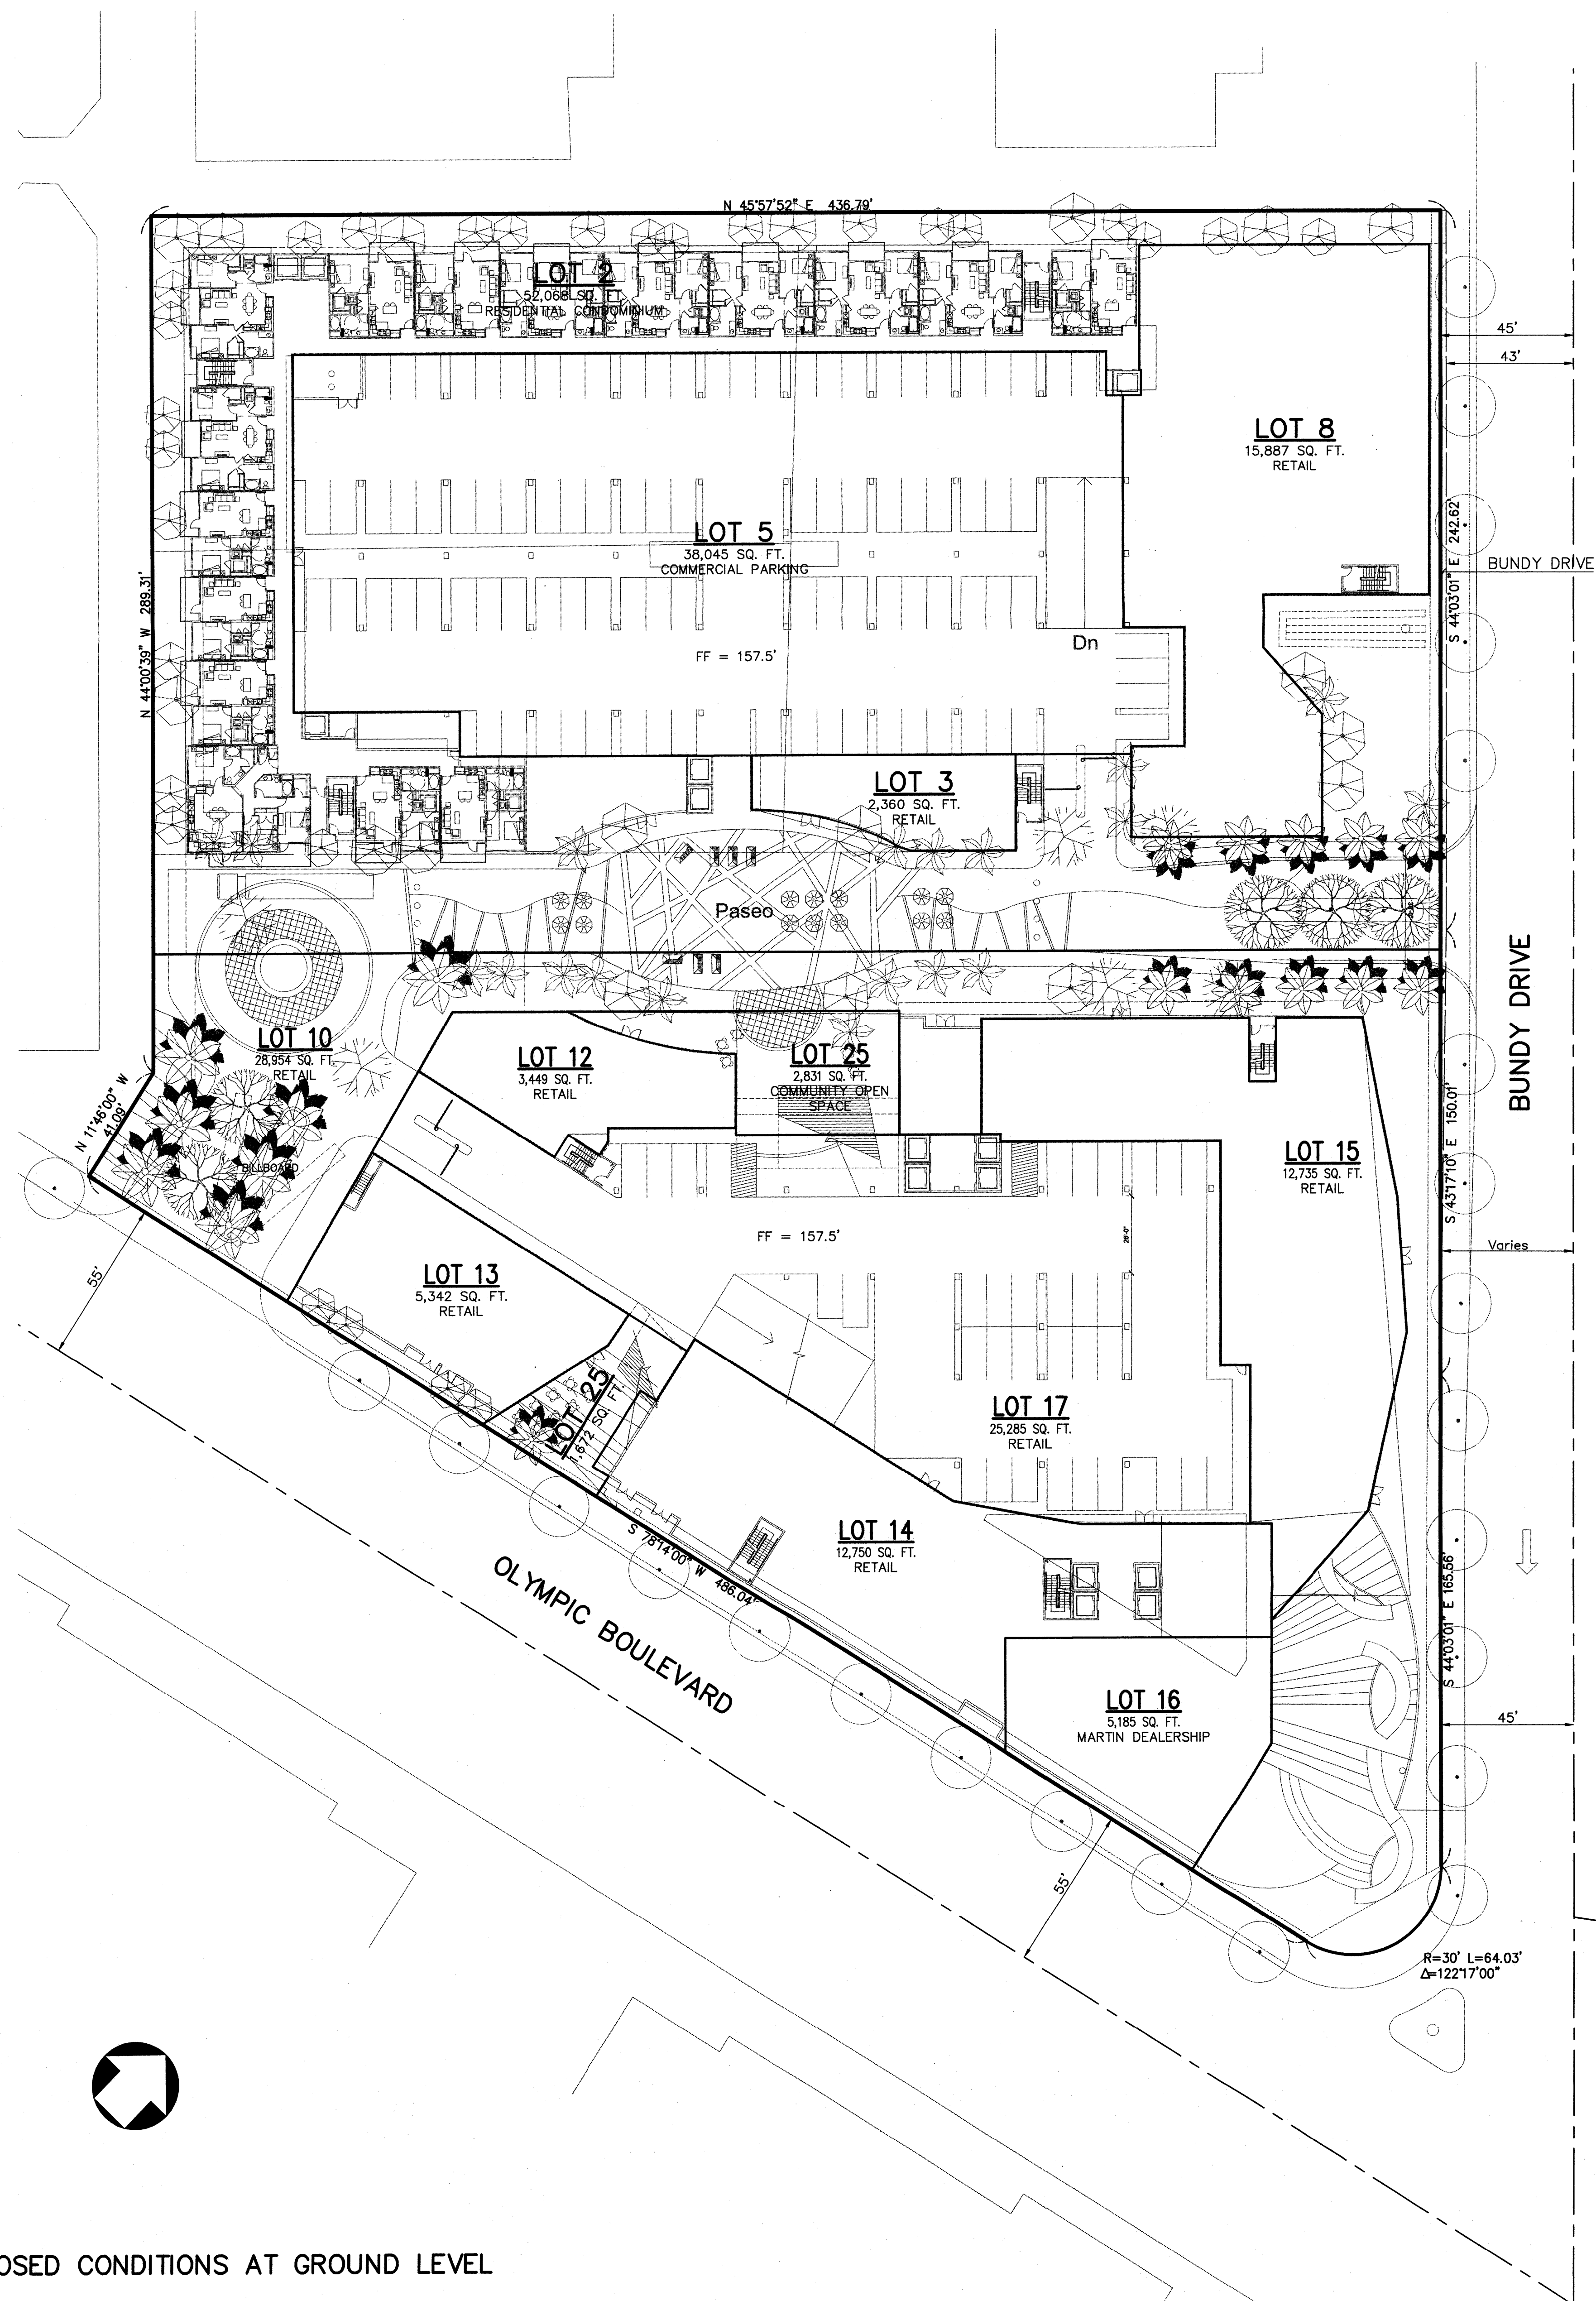 N 45°57'52" E 436.79'
LOT 2
52,068 SQ. FT.
RESIDENTIAL CONDOMINIUM
45'
43'
LOT 8
15,887 SQ. FT.
RETAIL
LOT 5
38,045 SQ. FT.
COMMERCIAL PARKING
S 44°03'01" E 242.62'
BUNDY DRIVE
N 44°00'39" W 289.31'
FF = 157.5'
Dn
LOT 3
2,360 SQ. FT.
RETAIL
Paseo
BUNDY DRIVE
LOT 10
28,954 SQ. FT.
RETAIL
LOT 12
3,449 SQ. FT.
RETAIL
LOT 25
2,831 SQ. FT.
COMMUNITY OPEN
SPACE
N 11°46'00" W
41.09'
BILLBOARD
LOT 15
12,735 SQ. FT.
RETAIL
S 43°17'10" E 150.01'
FF = 157.5'
26'-0"
Varies
55'
LOT 13
5,342 SQ. FT.
RETAIL
LOT 25
1,672 SQ. FT.
LOT 17
25,285 SQ. FT.
RETAIL
LOT 14
12,750 SQ. FT.
RETAIL
S 78°14'00" W 486.04'
OLYMPIC BOULEVARD
S 44°03'01" E 165.56'
LOT 16
5,185 SQ. FT.
MARTIN DEALERSHIP
45'
55'
R=30' L=64.03'
Δ=122°17'00"
OSED CONDITIONS AT GROUND LEVEL